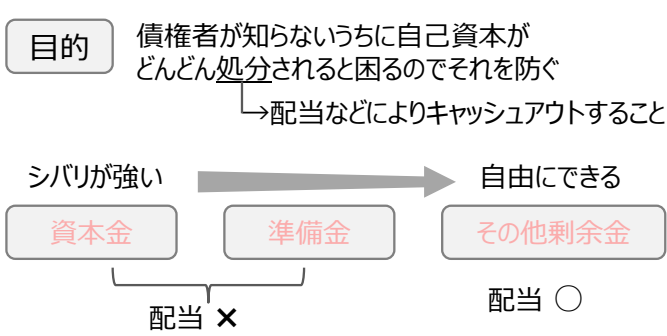 目的
債権者が知らないうちに自己資本が
どんどん処分されると困るのでそれを防ぐ
→配当などによりキャッシュアウトすること
シバリが強い
自由にできる
資本金
準備金
その他剰余金
配当 ×
配当 ○